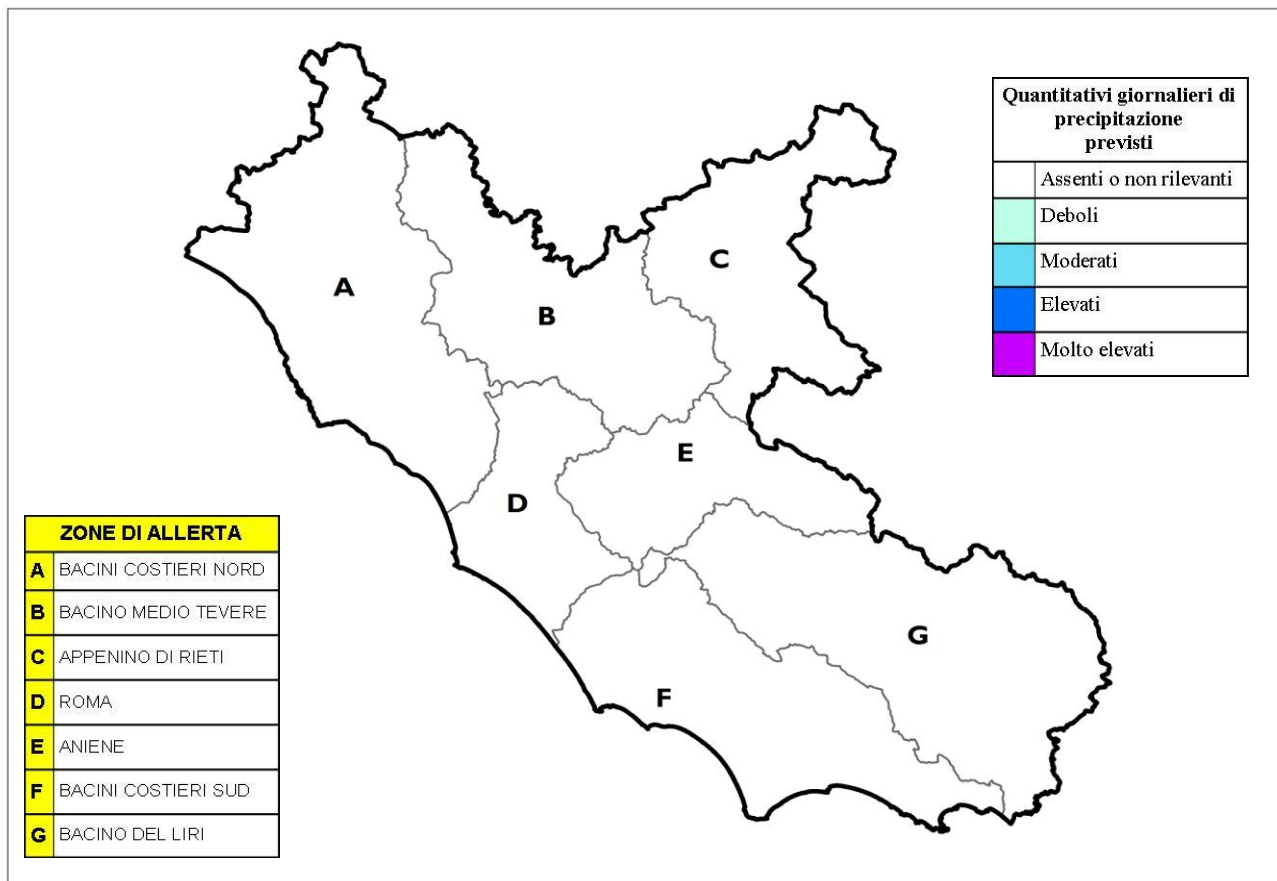 Quantitativi giornalieri di
precipitazione
previsti
Assenti o non rilevanti
Deboli
Moderati
Elevati
Molto elevati
A
B
C
D
E
F
G
ZONE DI ALLERTA
A BACINI COSTIERI NORD
B BACINO MEDIO TEVERE
C APPENINO DI RIETI
D ROMA
E ANIENE
F BACINI COSTIERI SUD
G BACINO DEL LIRI